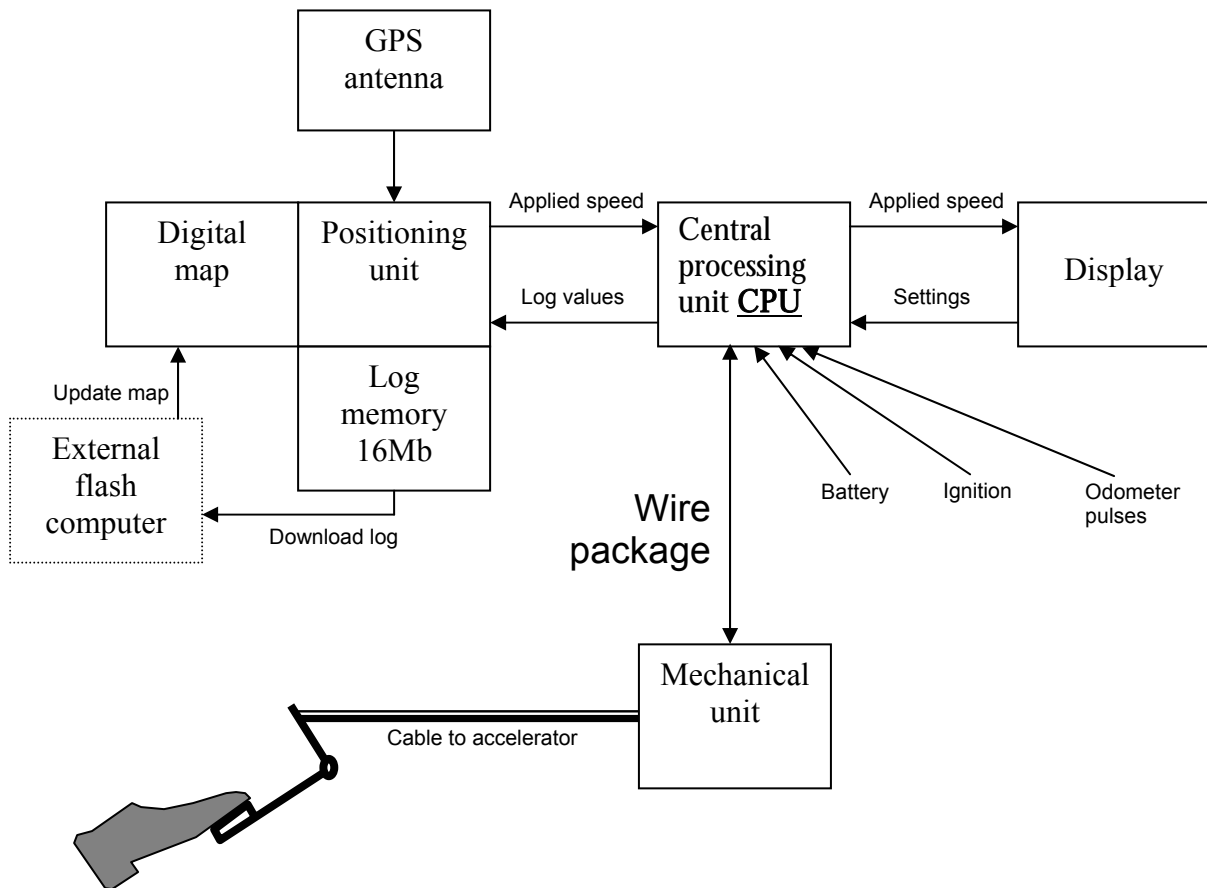 GPS
antenna
Applied speed
Applied speed
Digital
map
Positioning
unit
Central
processing
unit CPU
Display
Log values
Settings
Update map
Log
memory
16Mb
External
flash
computer
Battery
Ignition
Odometer
pulses
Download log
Wire
package
Mechanical
unit
Cable to accelerator